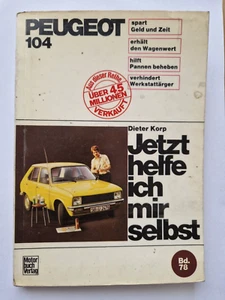 PEUGEOT
104
spart
Geld und Zeit
erhält
den Wagenwert
hilft
Pannen beheben
verhindert
Werkstattärger
Aus dieser Reihe
ÜBER 4,5
MILLIONEN
VERKAUFT
Dieter Korp
Jetzt
helfe
ich
mir
selbst
Motor
buch
Verlag
Bd.
78